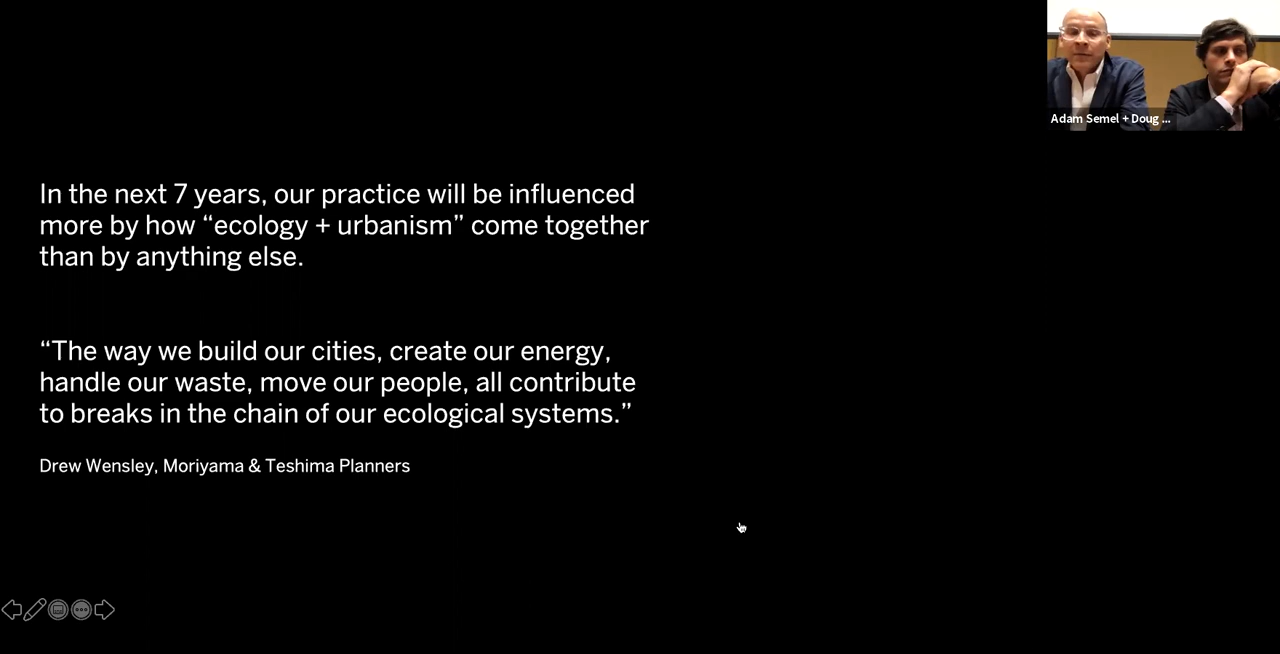 Adam Semel + Doug ...
In the next 7 years, our practice will be influenced
more by how “ecology + urbanism” come together
than by anything else.
“The way we build our cities, create our energy,
handle our waste, move our people, all contribute
to breaks in the chain of our ecological systems.”
Drew Wensley, Moriyama & Teshima Planners